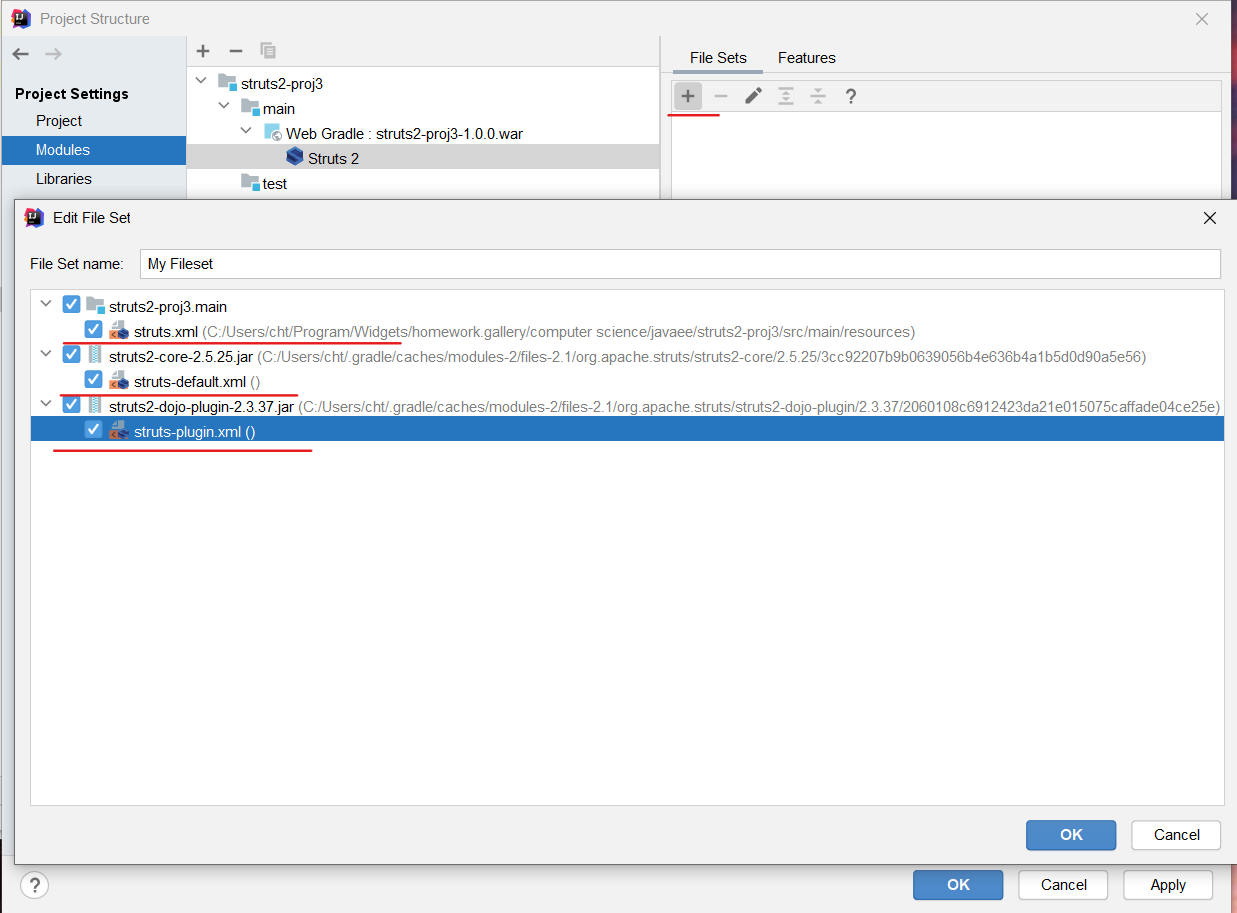 Project Structure
Project Settings
Project
Modules
Libraries
struts2-proj3
main
Web Gradle : struts2-proj3-1.0.0.war
Struts 2
test
File Sets Features
?
Edit File Set
File Set name: My Fileset
struts2-proj3.main
struts.xml (C:/Users/cht/Program/Widgets/homework.gallery/computer science/javaee/struts2-proj3/src/main/resources)
struts2-core-2.5.25.jar (C:/Users/cht/.gradle/caches/modules-2/files-2.1/org.apache.struts/struts2-core/2.5.25/3cc92207b9b0639056b4e636b4a1b5d0d90a5e56)
struts-default.xml ()
struts2-dojo-plugin-2.3.37.jar (C:/Users/cht/.gradle/caches/modules-2/files-2.1/org.apache.struts/struts2-dojo-plugin/2.3.37/2060108c6912423da21e015075caffade04ce25e)
struts-plugin.xml ()
OK Cancel
? OK Cancel Apply